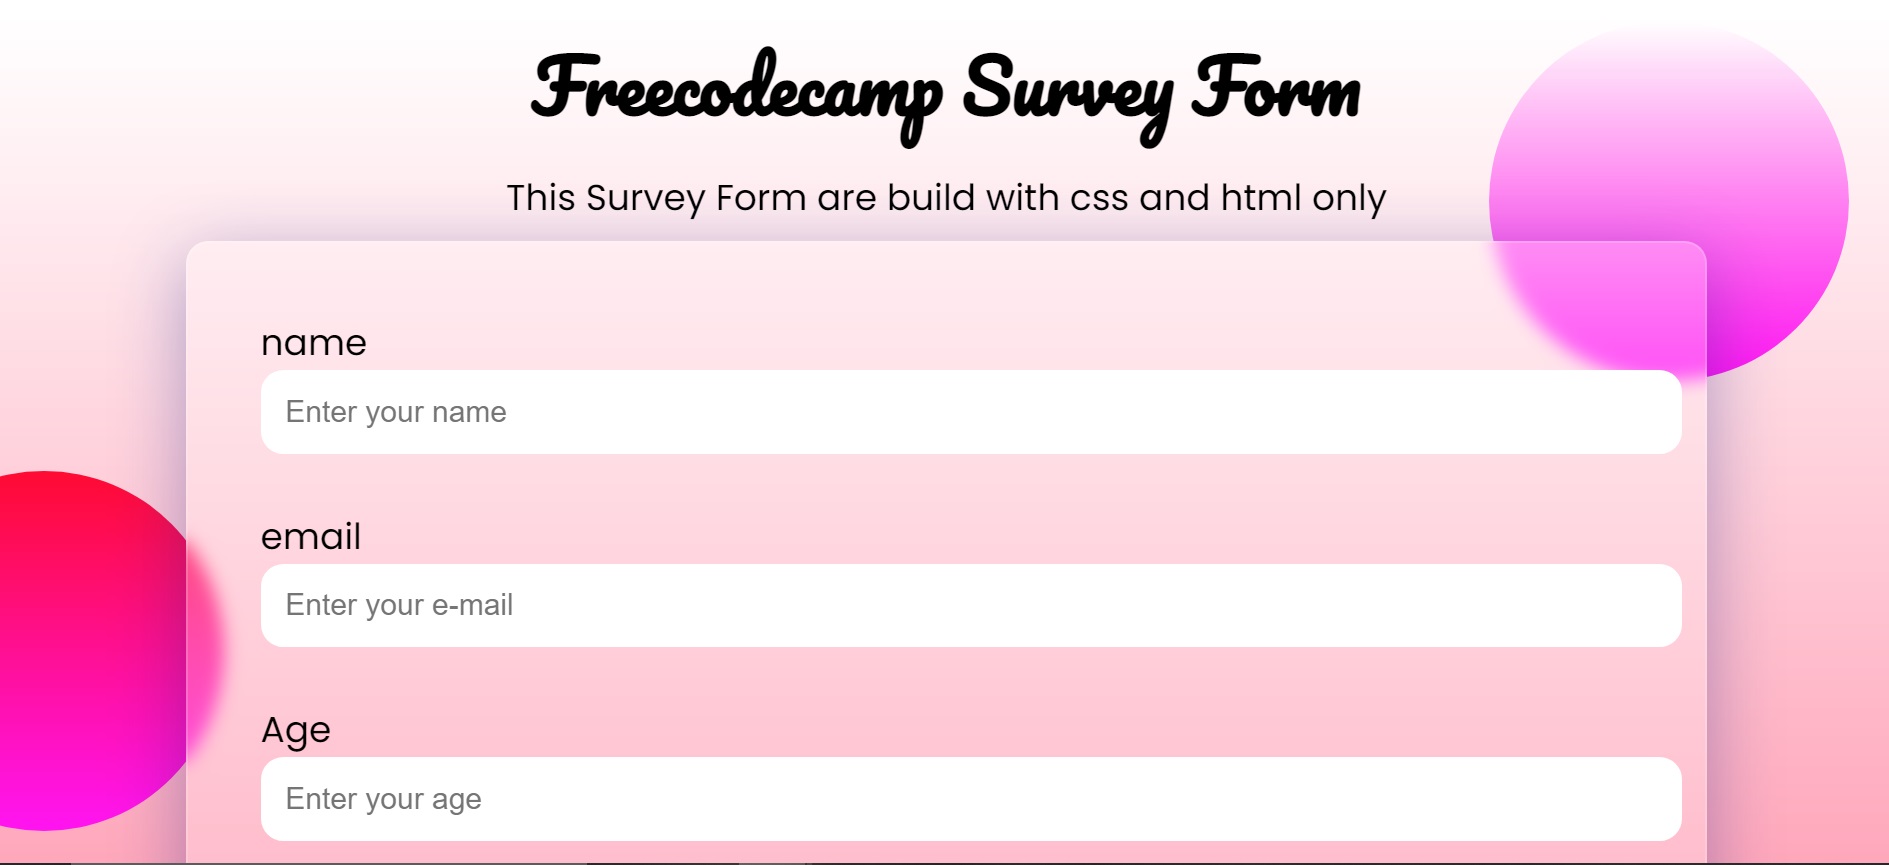 Freecodecamp Survey Form
This Survey Form are build with css and html only
name
Enter your name
email
Enter your e-mail
Age
Enter your age